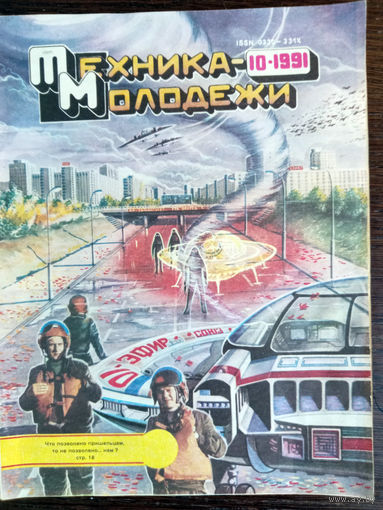 ISSN 0320-331X
ТЕХНИКА-
10·1991
МОЛОДЕЖИ
ЭФИР
СОЮЗ
Что позволено пришельцам,
то не позволено... нам?
стр. 18